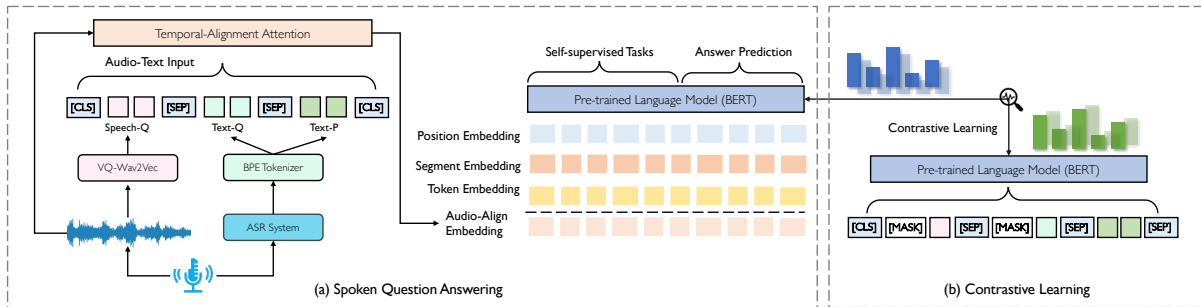 Temporal-Alignment Attention
Audio-Text Input
[CLS] [SEP] [SEP] [CLS]
Speech-Q Text-Q Text-P
VQ-Wav2Vec BPE Tokenizer
ASR System
Self-supervised Tasks Answer Prediction
Pre-trained Language Model (BERT)
Position Embedding
Segment Embedding
Token Embedding
Audio-Align
Embedding
(a) Spoken Question Answering
Contrastive Learning
Pre-trained Language Model (BERT)
[CLS] [MASK] [SEP] [MASK] [SEP] [SEP]
(b) Contrastive Learning